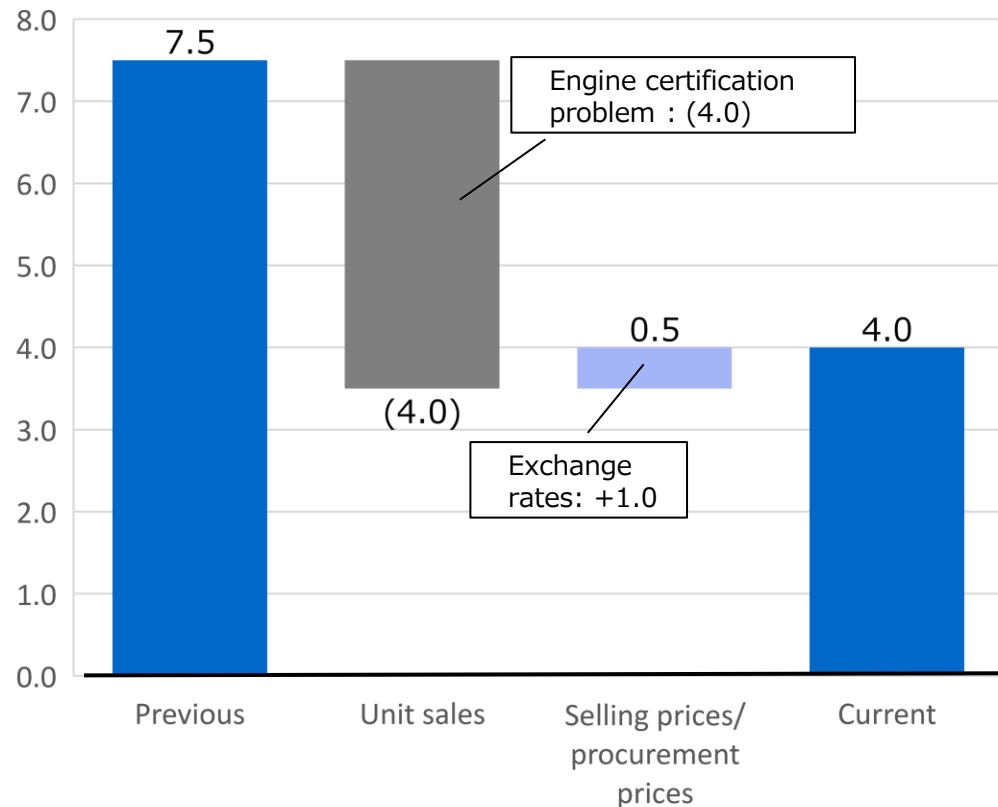 8.0
7.0
6.0
5.0
4.0
3.0
2.0
1.0
0.0
7.5
Engine certification
problem : (4.0)
(4.0)
0.5
Exchange
rates: +1.0
4.0
Previous
Unit sales
Selling prices/
procurement
prices
Current